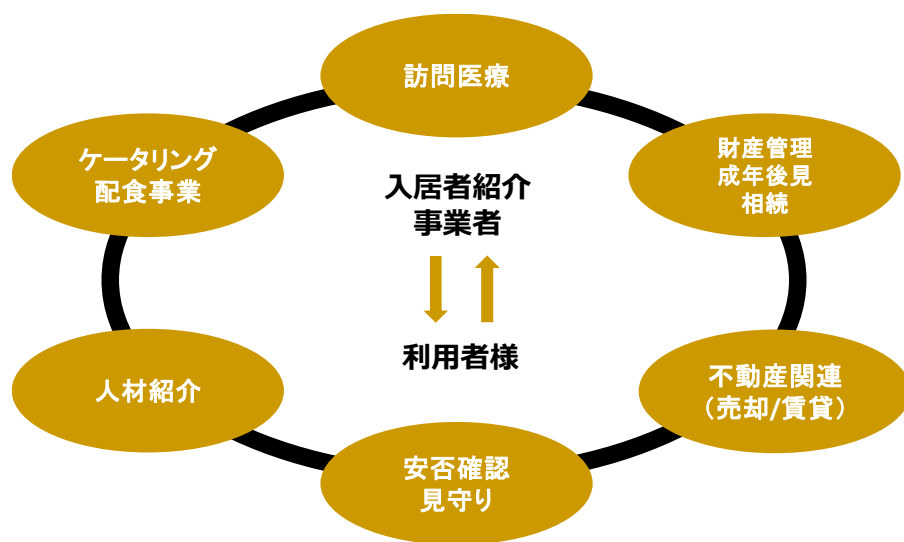 訪問医療
ケータリング
配食事業
財産管理
成年後見
相続
入居者紹介
事業者
利用者様
人材紹介
不動産関連
（売却/賃貸）
安否確認
見守り